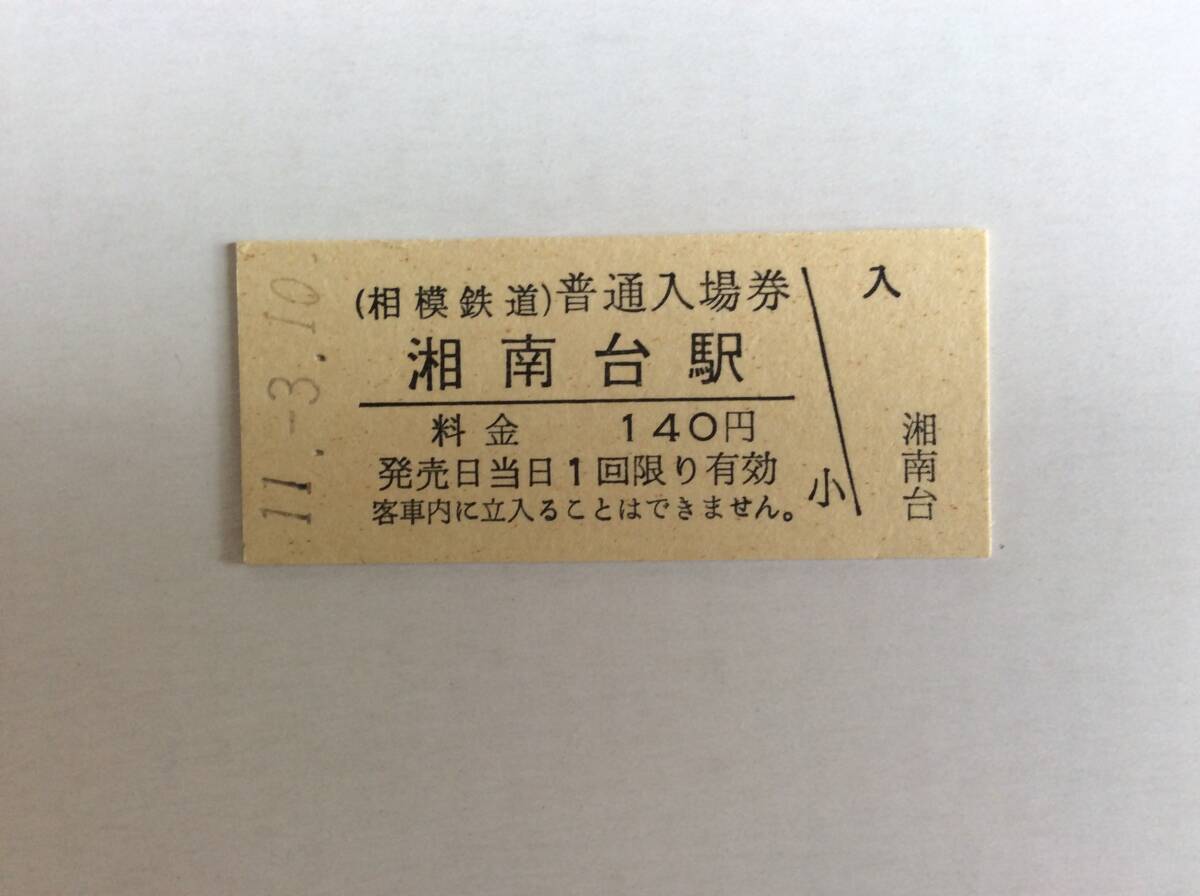 11.-3.10
(相模鉄道)普通入場券
湘南台駅
料金 140円
発売日当日1回限り有効
客車内に立入ることはできません。
小
入
湘南台